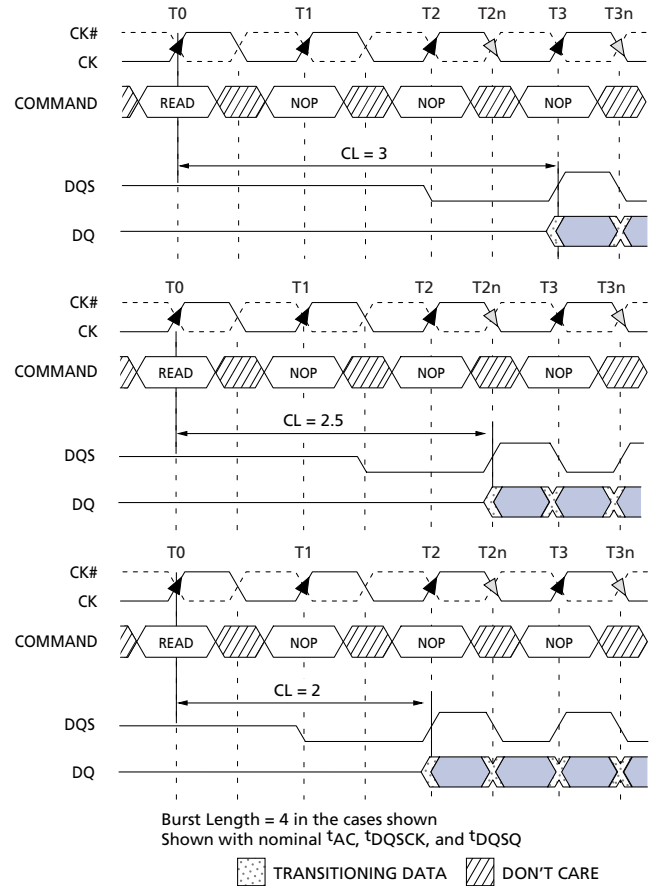 T0 T1 T2 T2n T3 T3n
CK#
CK
COMMAND READ NOP NOP NOP
CL = 3
DQS
DQ
T0 T1 T2 T2n T3 T3n
CK#
CK
COMMAND READ NOP NOP NOP
CL = 2.5
DQS
DQ
T0 T1 T2 T2n T3 T3n
CK#
CK
COMMAND READ NOP NOP NOP
CL = 2
DQS
DQ
Burst Length = 4 in the cases shown
Shown with nominal tAC, tDQSCK, and tDQSQ
TRANSITIONING DATA DON'T CARE